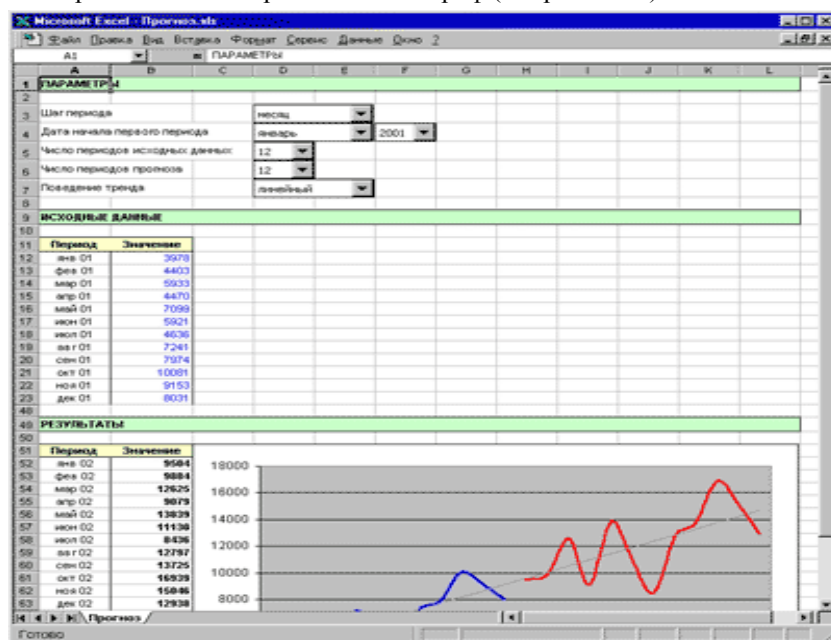 Microsoft Excel - Прогноз.xls
Файл Правка Вид Вставка Формат Сервис Данные Окно ?
A1 ПАРАМЕТРЫ
A B C D E F G H I J K L
1 ПАРАМЕТРЫ
2
3 Шаг периода месяц
4 Дата начала первого периода январь 2001
5 Число периодов исходных данных: 12
6 Число периодов прогноза 12
7 Поведение тренда линейный
8
9 ИСХОДНЫЕ ДАННЫЕ
10
11 Период Значение
12 янв 01 3978
13 фев 01 4403
14 мар 01 5933
15 апр 01 4470
16 май 01 7099
17 июн 01 5921
18 июл 01 4636
19 авг 01 7241
20 сен 01 7974
21 окт 01 10081
22 ноя 01 9153
23 дек 01 8031
48
49 РЕЗУЛЬТАТЫ
50
51 Период Значение
52 янв 02 9504
53 фев 02 9884
54 мар 02 12625
55 апр 02 9079
56 май 02 13839
57 июн 02 11130
58 июл 02 8436
59 авг 02 12797
60 сен 02 13725
61 окт 02 16939
62 ноя 02 15046
63 дек 02 12938
18000
16000
14000
12000
10000
8000
Прогноз
Готово